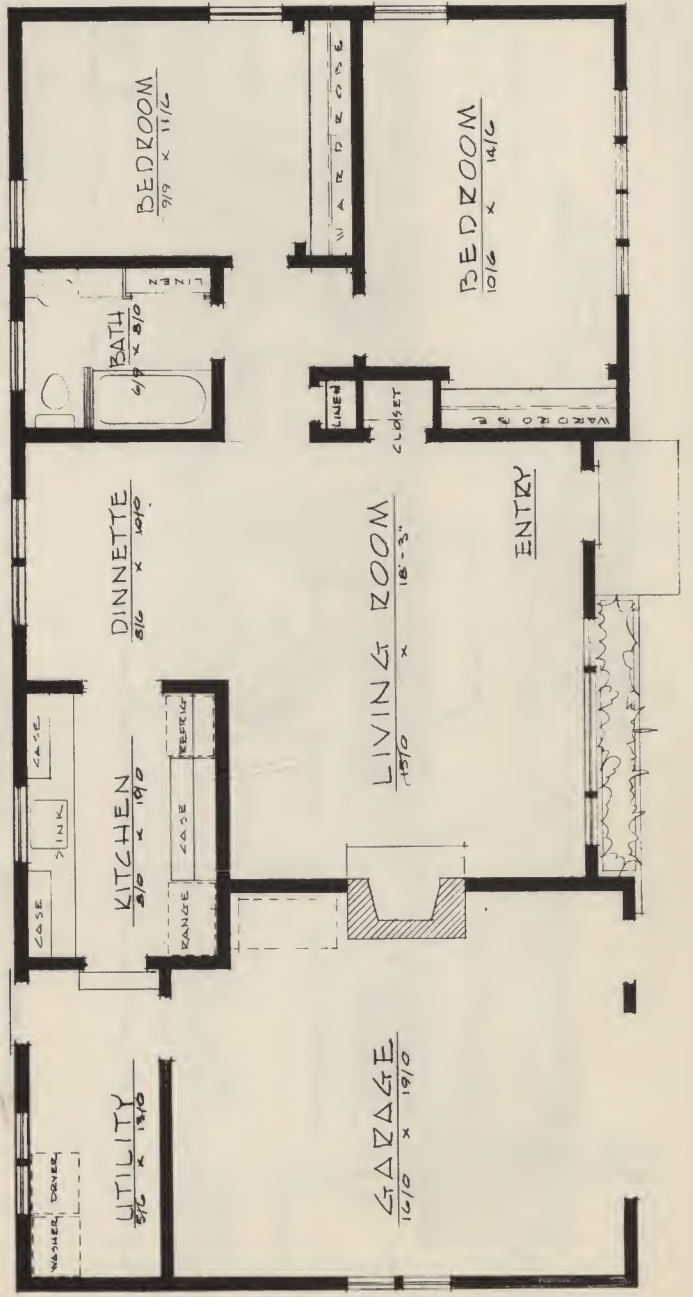 BEDROOM
9/9 x 11/6
WARDROBE
BEDROOM
10/6 x 14/6
BATH
6/9 x 8/0
LINEN
LINEN
CLOSET
WARDROBE
DINNETTE
8/6 x 10/0
LIVING ROOM
15/0 x 18'-3"
ENTRY
KITCHEN
8/0 x 10/0
CASE
SINK
CASE
REFRIG
CASE
RANGE
UTILITY
5/6 x 13/0
WASHER
DRYER
GARAGE
16/0 x 19/0